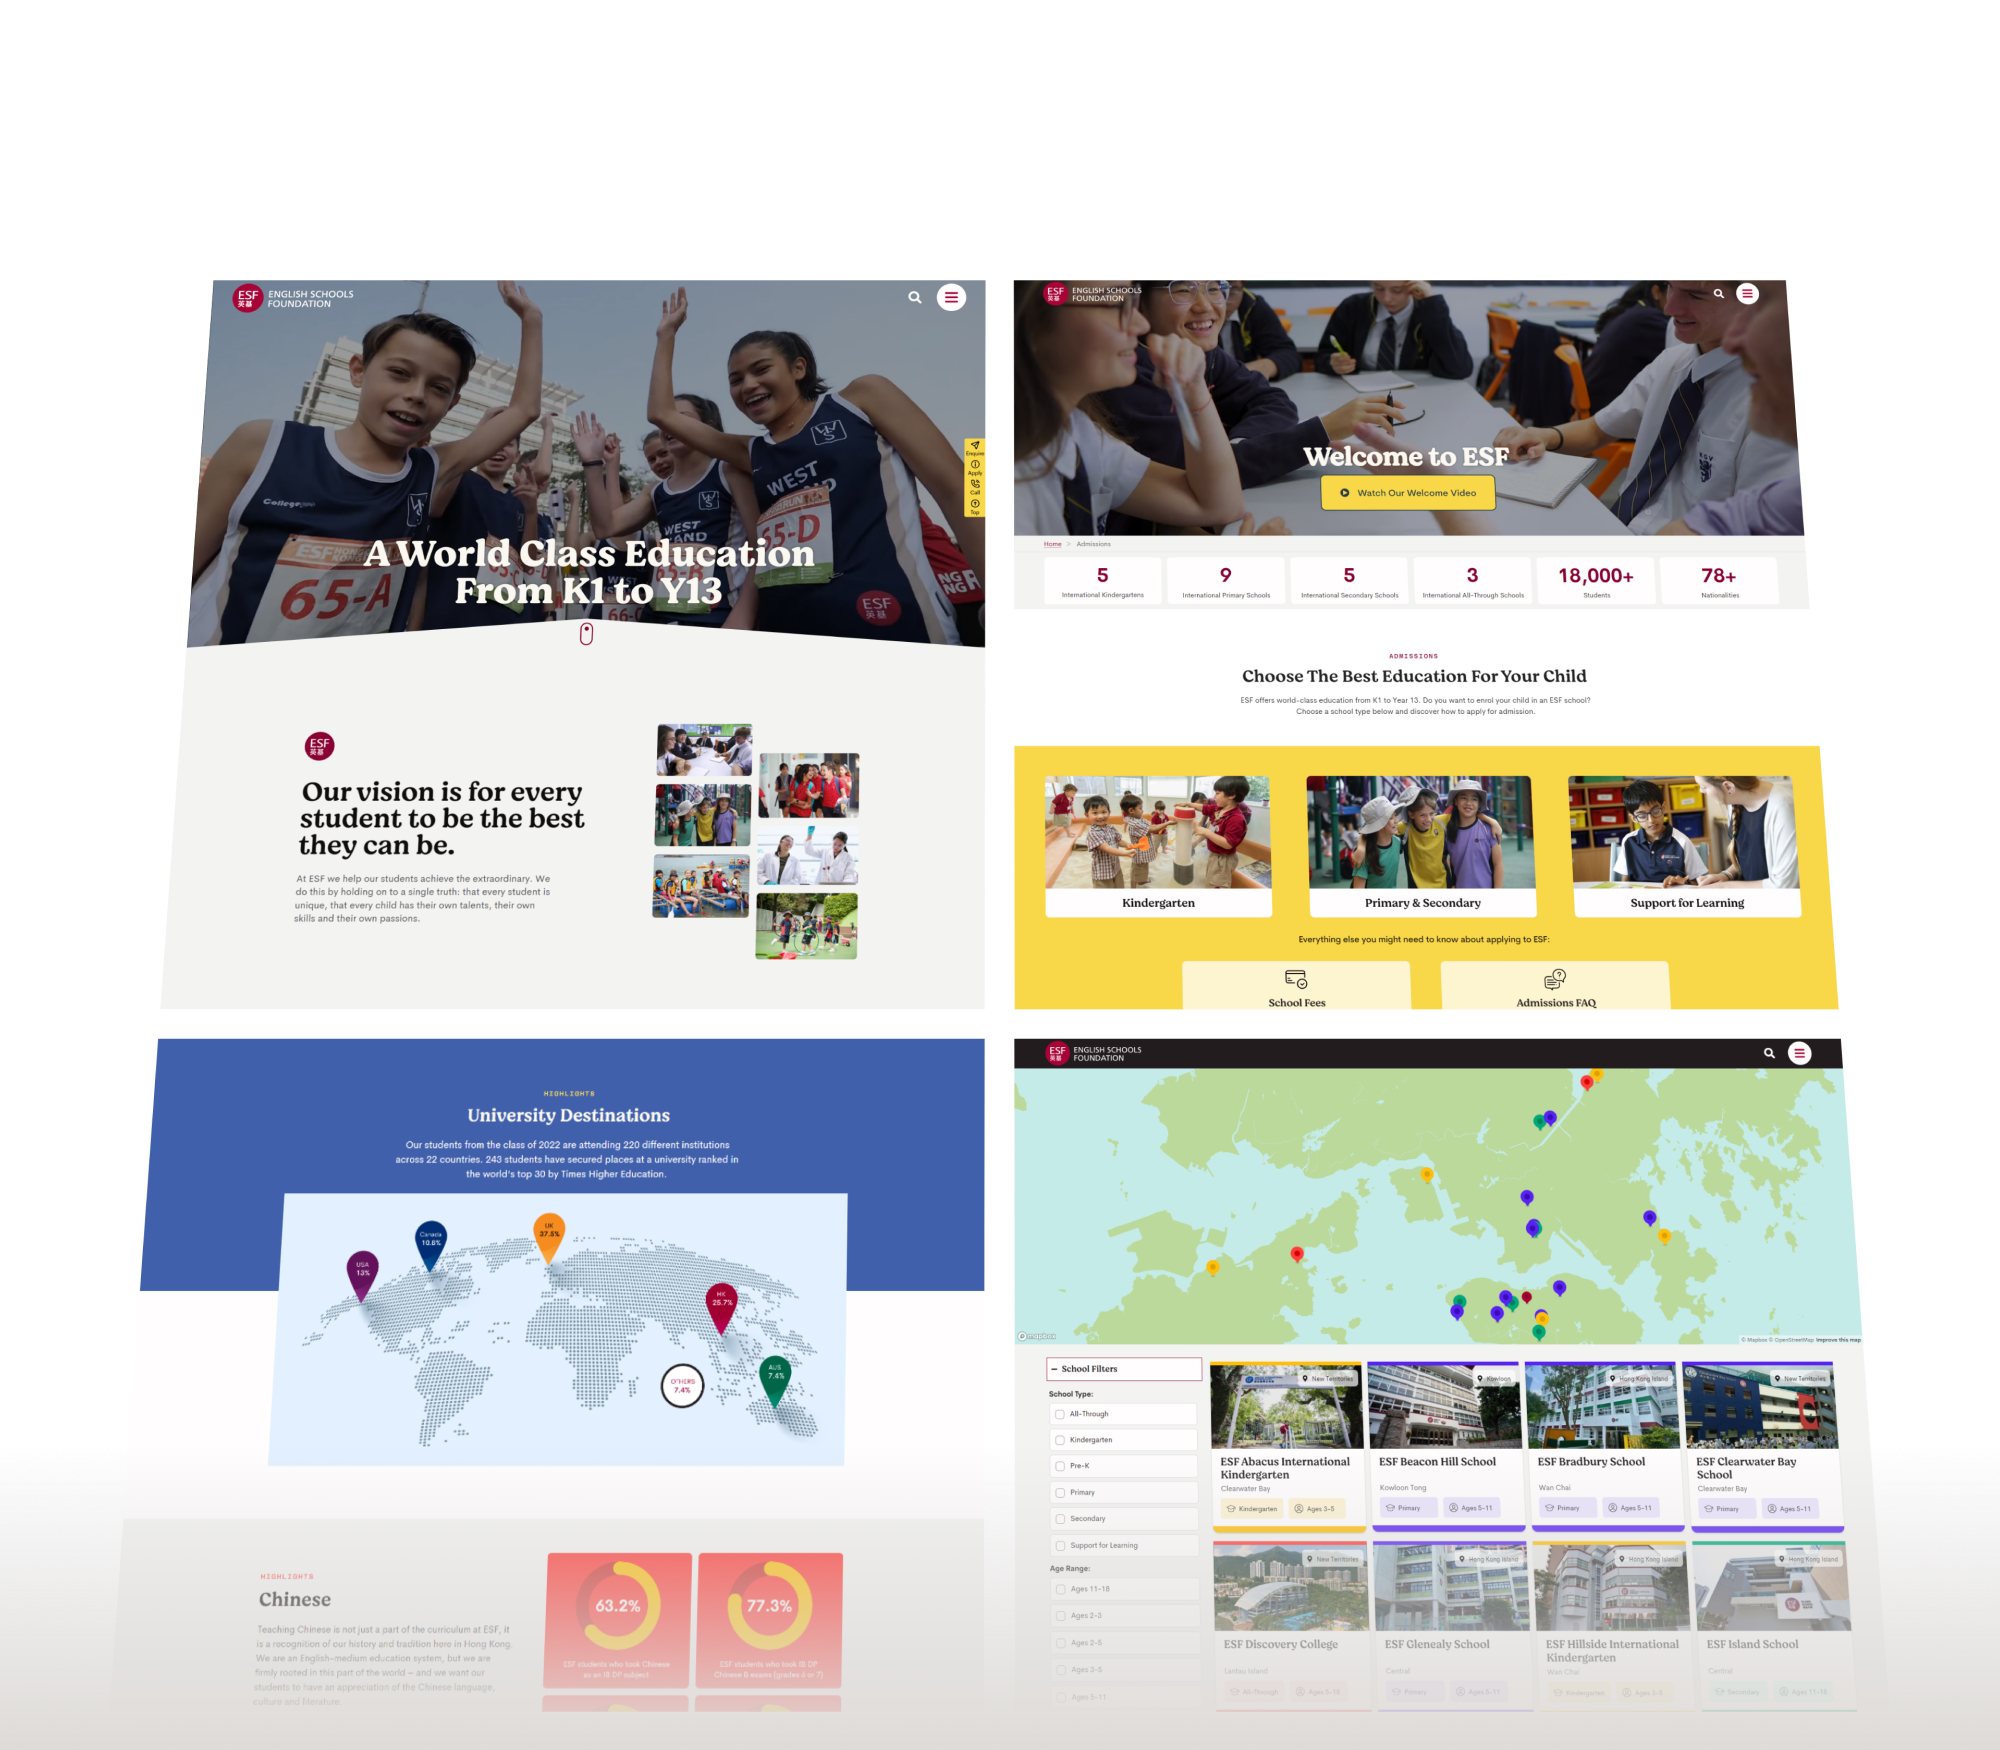 ESF
英基
ENGLISH SCHOOLS
FOUNDATION
WEST
65-D
College
WEST
ESF
65-A
Enquire
Apply
Call
Top
ESF
英基
A World Class Education
From K1 to Y13
ESF
英基
Our vision is for every
student to be the best
they can be.
At ESF we help our students achieve the extraordinary. We
do this by holding on to a single truth: that every student is
unique, that every child has their own talents, their own
skills and their own passions.
ESF
英基
ENGLISH SCHOOLS
FOUNDATION
Welcome to ESF
Watch Our Welcome Video
Home > Admissions
5
International Kindergartens
9
International Primary Schools
5
International Secondary Schools
3
International All-Through Schools
18,000+
Students
78+
Nationalities
ADMISSIONS
Choose The Best Education For Your Child
ESF offers world-class education from K1 to Year 13. Do you want to enrol your child in an ESF school?
Choose a school type below and discover how to apply for admission.
Kindergarten
Primary & Secondary
Support for Learning
Everything else you might need to know about applying to ESF:
School Fees
Admissions FAQ
HIGHLIGHTS
University Destinations
Our students from the class of 2022 are attending 220 different institutions
across 22 countries. 243 students have secured places at a university ranked in
the world's top 30 by Times Higher Education.
USA
13%
Canada
10.8%
UK
37.5%
HK
25.7%
AUS
7.4%
OTHERS
7.4%
HIGHLIGHTS
Chinese
Teaching Chinese is not just a part of the curriculum at ESF, it
is a recognition of our history and tradition here in Hong Kong.
We are an English-medium education system, but we are
firmly rooted in this part of the world – and we want our
students to have an appreciation of the Chinese language,
culture and literature.
63.2%
ESF students who took Chinese
as an IB DP subject
77.3%
ESF students who took IB DP
Chinese B exams (grades 6 or 7)
ESF
英基
ENGLISH SCHOOLS
FOUNDATION
mapbox
© Mapbox © OpenStreetMap Improve this map
– School Filters
School Type:
All-Through
Kindergarten
Pre-K
Primary
Secondary
Support for Learning
Age Range:
Ages 11-18
Ages 2-3
Ages 2-5
Ages 3-5
Ages 5-11
New Territories
ESF Abacus International
Kindergarten
Clearwater Bay
Kindergarten
Ages 3-5
Kowloon
ESF Beacon Hill School
Kowloon Tong
Primary
Ages 5-11
Hong Kong Island
ESF Bradbury School
Wan Chai
Primary
Ages 5-11
New Territories
ESF Clearwater Bay
School
Clearwater Bay
Primary
Ages 5-11
New Territories
ESF Discovery College
Lantau Island
All-Through
Ages 5-18
Hong Kong Island
ESF Glenealy School
Central
Primary
Ages 5-11
Hong Kong Island
ESF Hillside International
Kindergarten
Wan Chai
Kindergarten
Ages 3-5
Hong Kong Island
ESF Island School
Central
Secondary
Ages 11-18